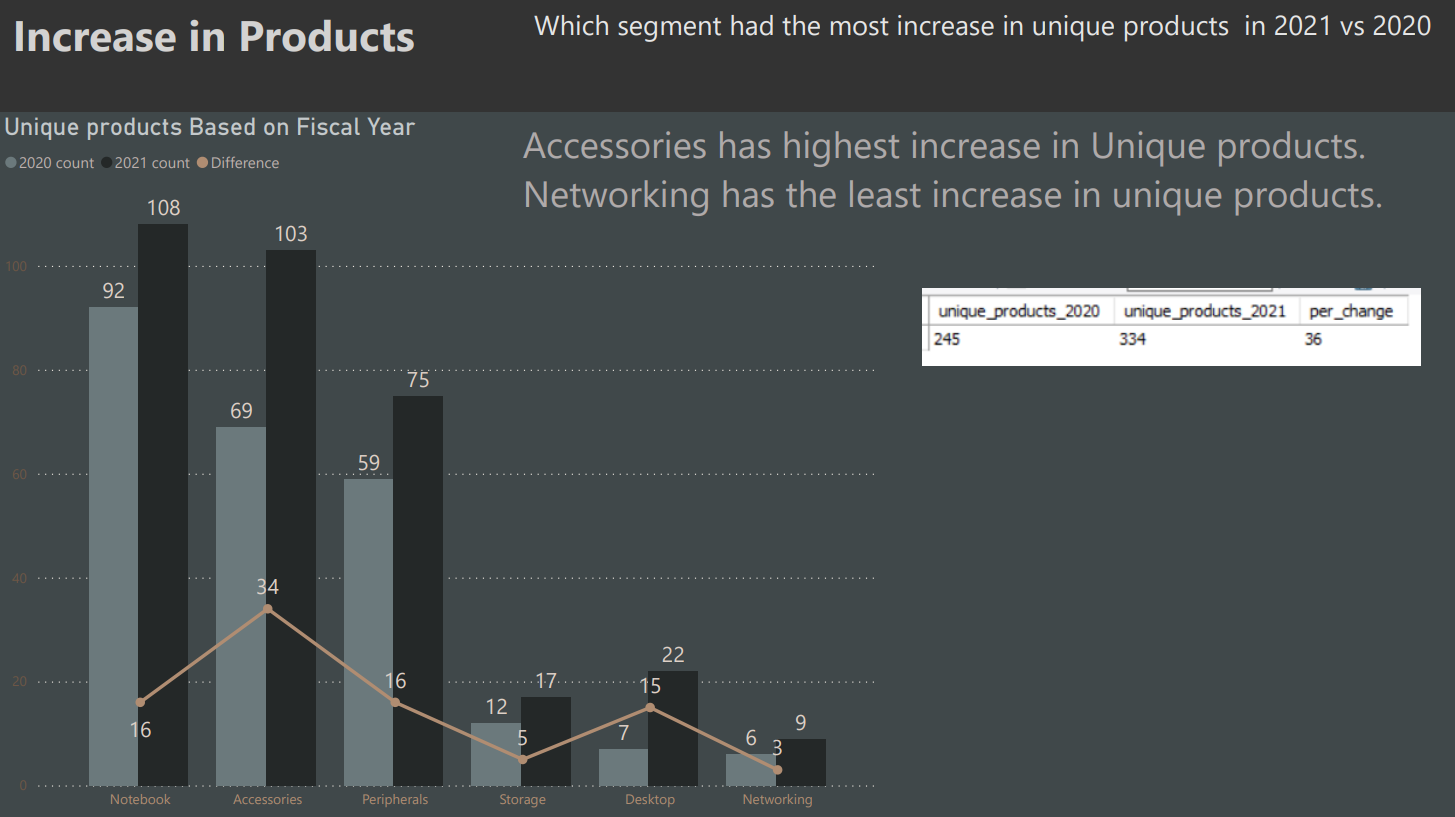 Increase in Products
Which segment had the most increase in unique products  in 2021 vs 2020
Unique products Based on Fiscal Year
2020 count 2021 count Difference
Accessories has highest increase in Unique products.
Networking has the least increase in unique products.
unique_products_2020 unique_products_2021 per_change
245 334 36
108
103
100
92
80
75
69
60
59
40
34
22
20
16
16
17
15
12
16
5
7
6
3
9
0
Notebook Accessories Peripherals Storage Desktop Networking